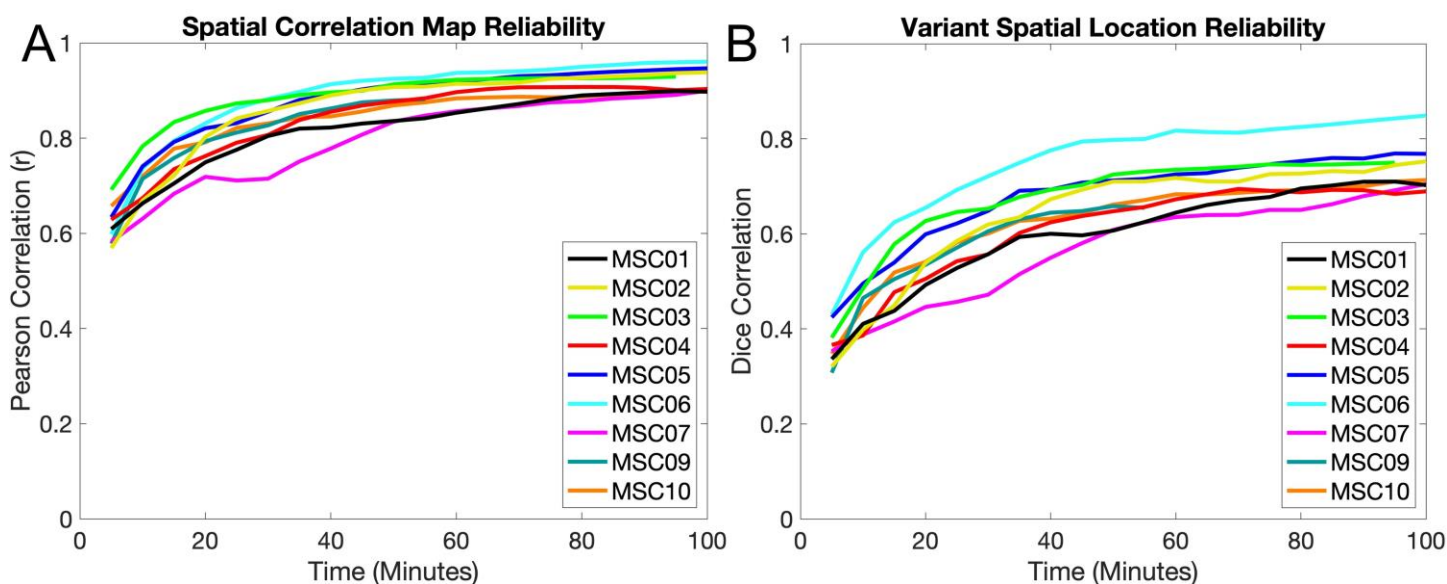 A
Spatial Correlation Map Reliability
Pearson Correlation (r)
1
0.8
0.6
0.4
0.2
0
0 20 40 60 80 100
Time (Minutes)
MSC01
MSC02
MSC03
MSC04
MSC05
MSC06
MSC07
MSC09
MSC10
B
Variant Spatial Location Reliability
Dice Correlation
1
0.8
0.6
0.4
0.2
0
0 20 40 60 80 100
Time (Minutes)
MSC01
MSC02
MSC03
MSC04
MSC05
MSC06
MSC07
MSC09
MSC10